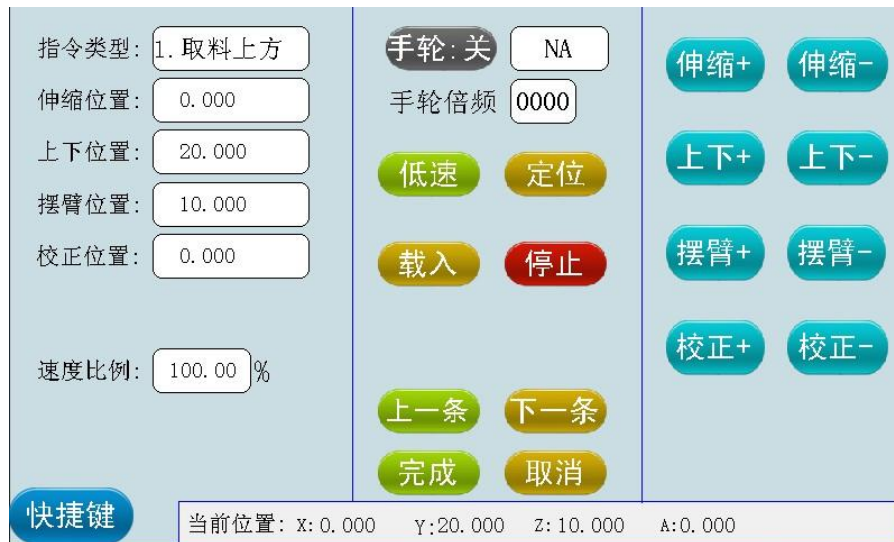 指令类型: 1. 取料上方
伸缩位置: 0.000
上下位置: 20.000
摆臂位置: 10.000
校正位置: 0.000
速度比例: 100.00 %
快捷键
手轮:关 NA
手轮倍频 0000
低速 定位
载入 停止
上一条 下一条
完成 取消
伸缩+ 伸缩-
上下+ 上下-
摆臂+ 摆臂-
校正+ 校正-
当前位置: X:0.000 Y:20.000 Z:10.000 A:0.000